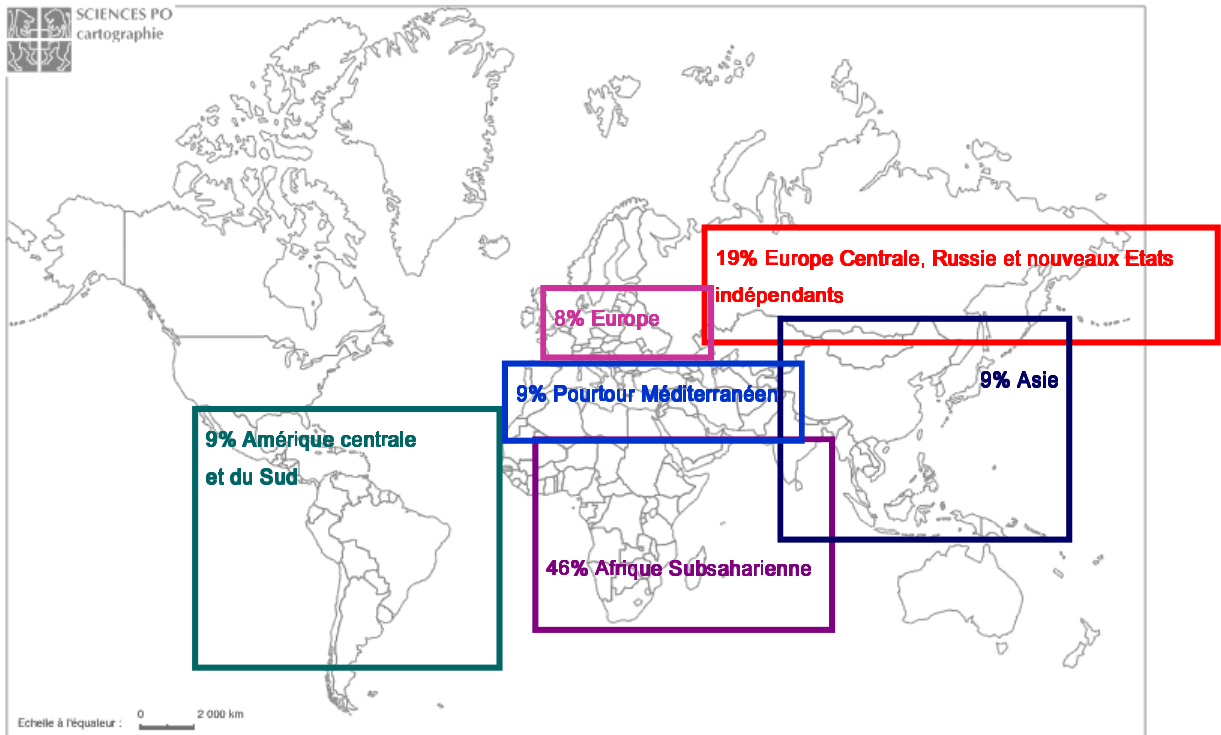 SCIENCES PO
cartographie
19% Europe Centrale, Russie et nouveaux Etats
indépendants
8% Europe
9% Asie
9% Pourtour Méditerranéen
9% Amérique centrale
et du Sud
46% Afrique Subsaharienne
Echelle à l'équateur : 0 2 000 km